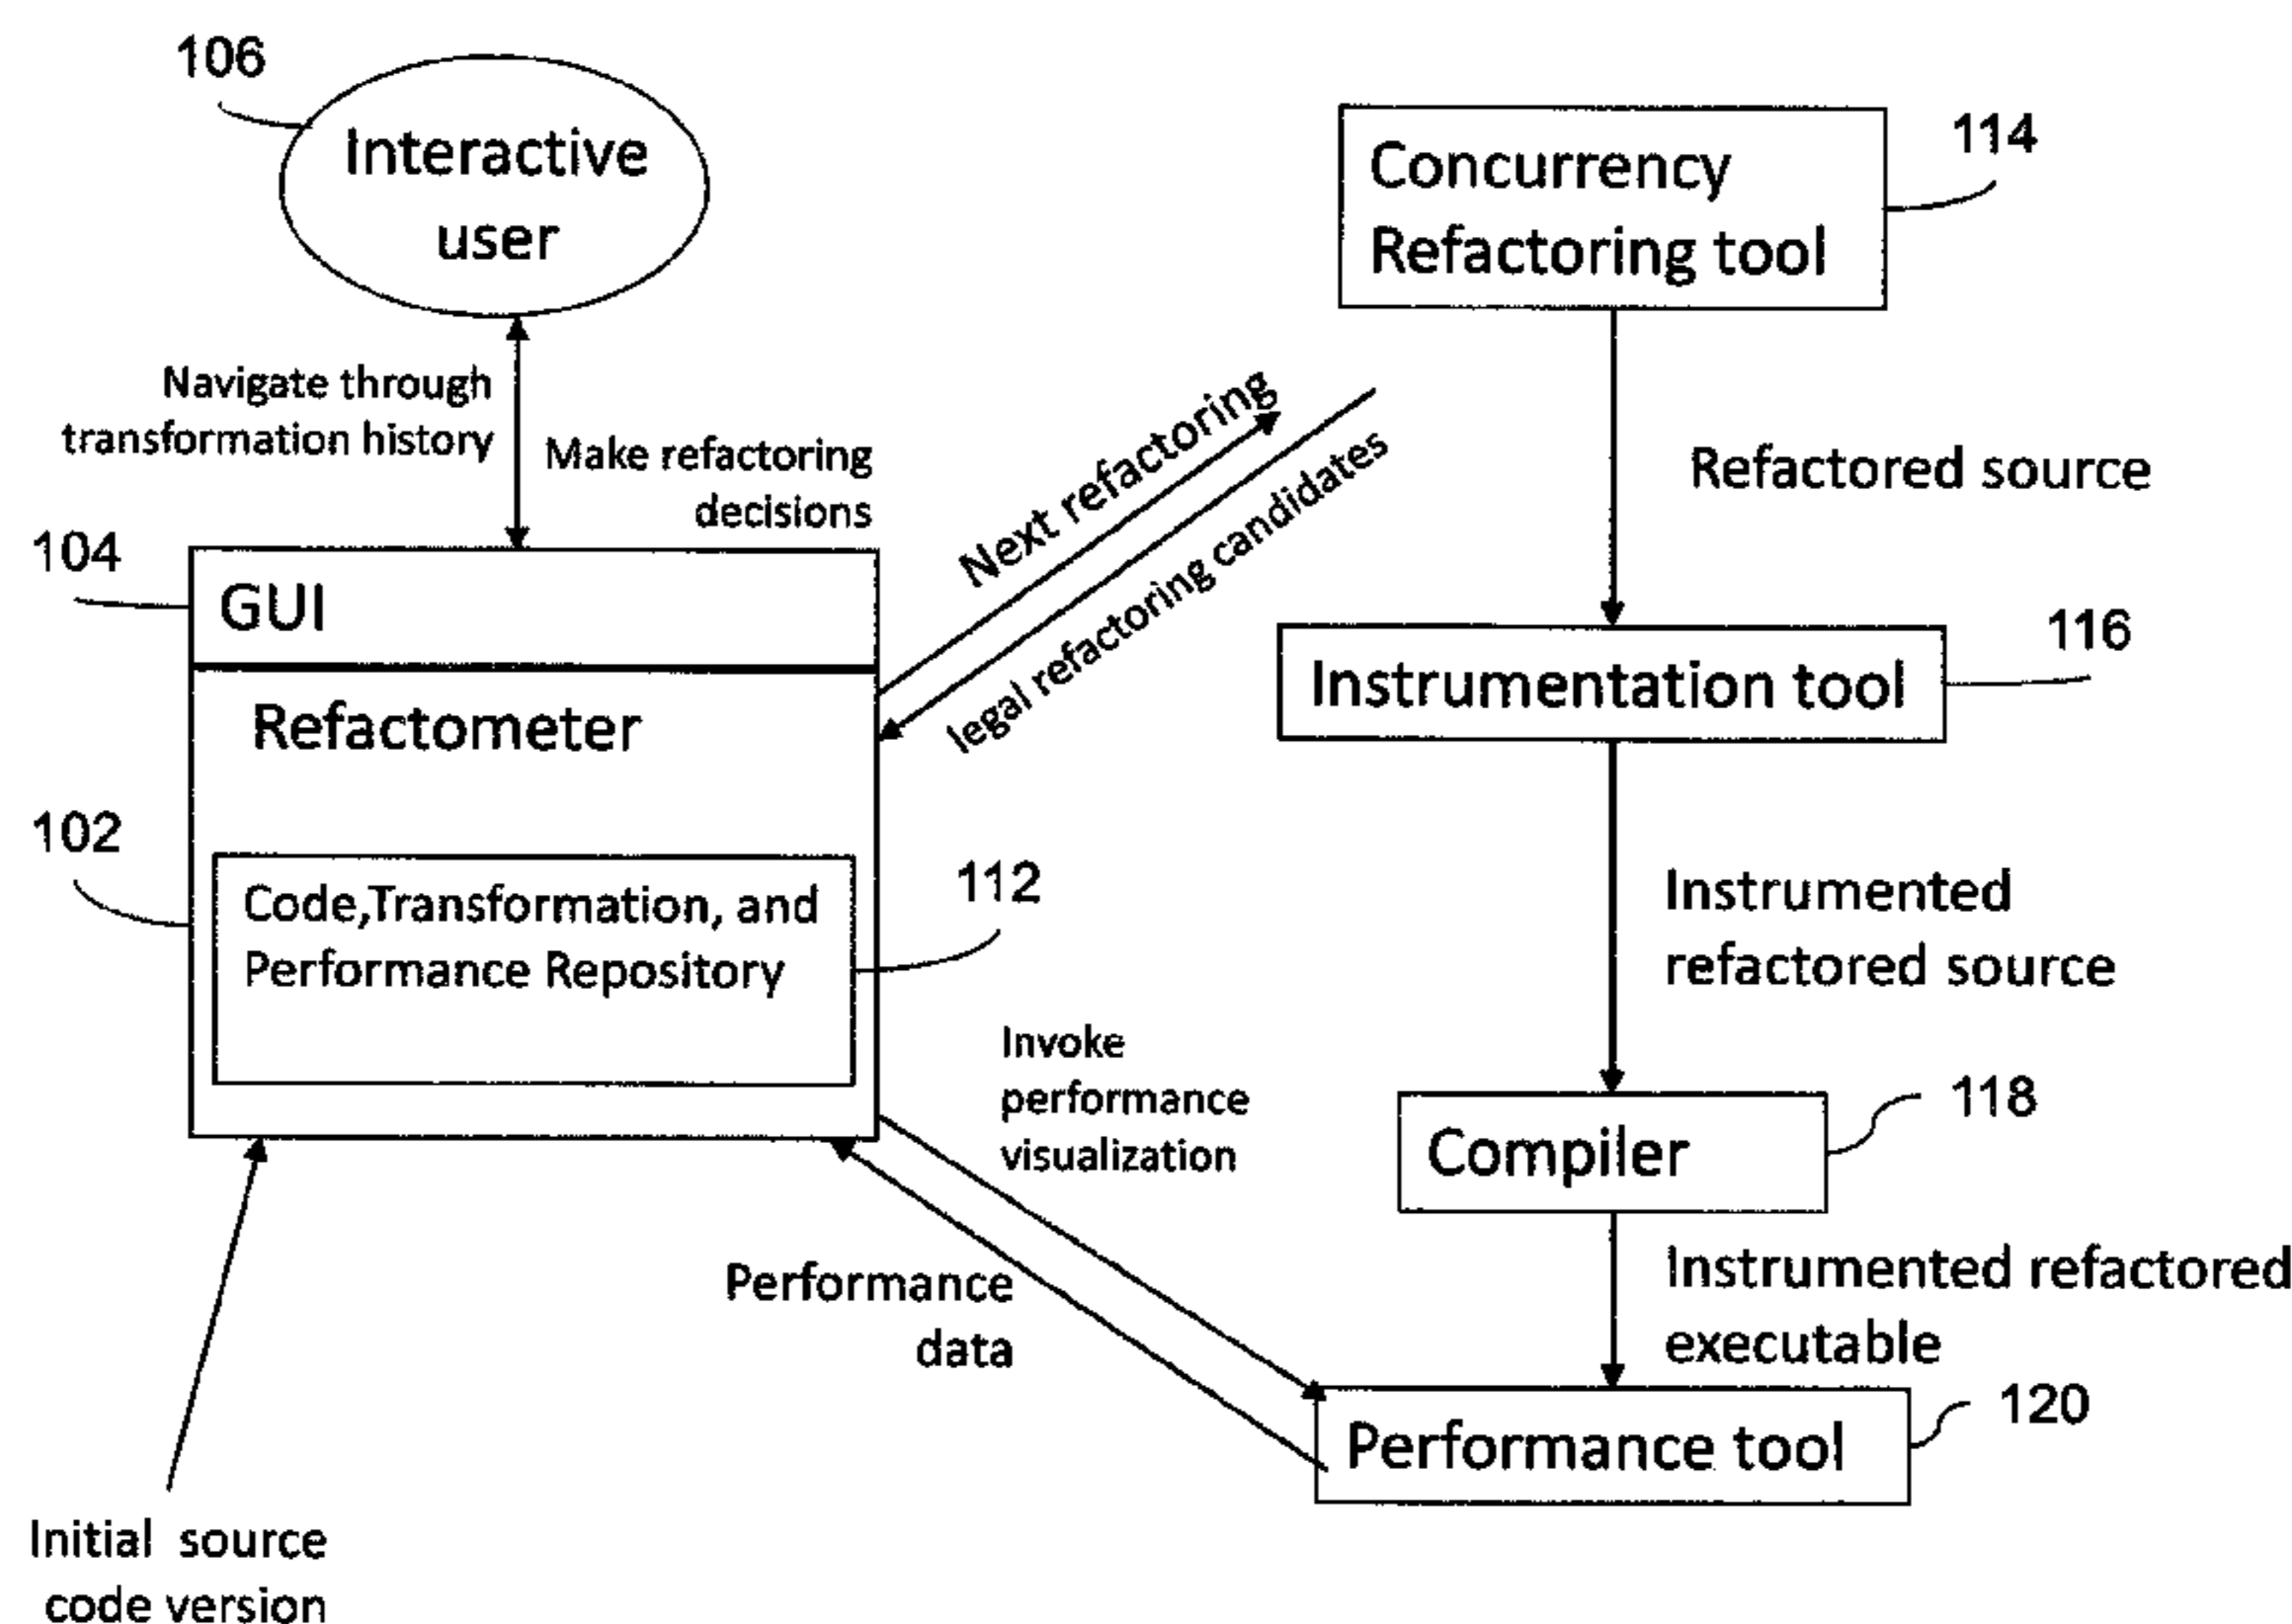 106
Interactive
user
114
Concurrency
Refactoring tool
Navigate through
transformation history
Make refactoring
decisions
Next refactoring
legal refactoring candidates
Refactored source
104
GUI
Refactometer
116
Instrumentation tool
102
112
Code,Transformation, and
Performance Repository
Instrumented
refactored source
Invoke
performance
visualization
118
Compiler
Performance
data
Instrumented refactored
executable
120
Performance tool
Initial source
code version